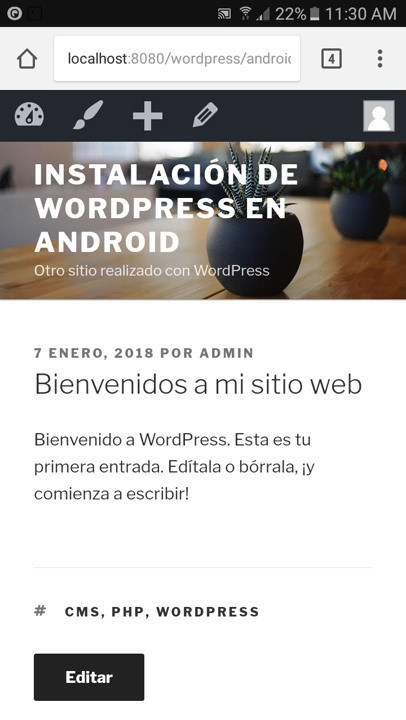 22% 11:30 AM
localhost:8080/wordpress/androi
4
INSTALACIÓN DE
WORDPRESS EN
ANDROID
Otro sitio realizado con WordPress
7 ENERO, 2018 POR ADMIN
Bienvenidos a mi sitio web
Bienvenido a WordPress. Esta es tu
primera entrada. Edítala o bórrala, ¡y
comienza a escribir!
# CMS, PHP, WORDPRESS
Editar